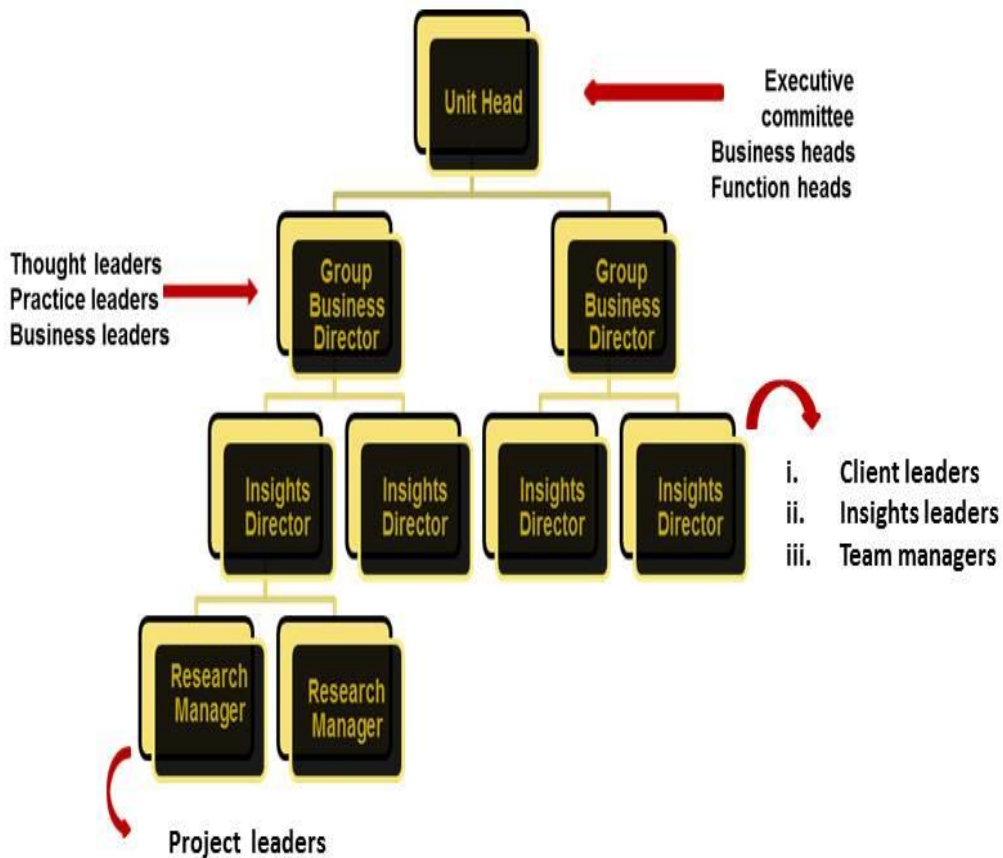 Unit Head
Executive
committee
Business heads
Function heads
Thought leaders
Practice leaders
Business leaders
Group
Business
Director
Group
Business
Director
Insights
Director
Insights
Director
Insights
Director
Insights
Director
i. Client leaders
ii. Insights leaders
iii. Team managers
Research
Manager
Research
Manager
Project leaders